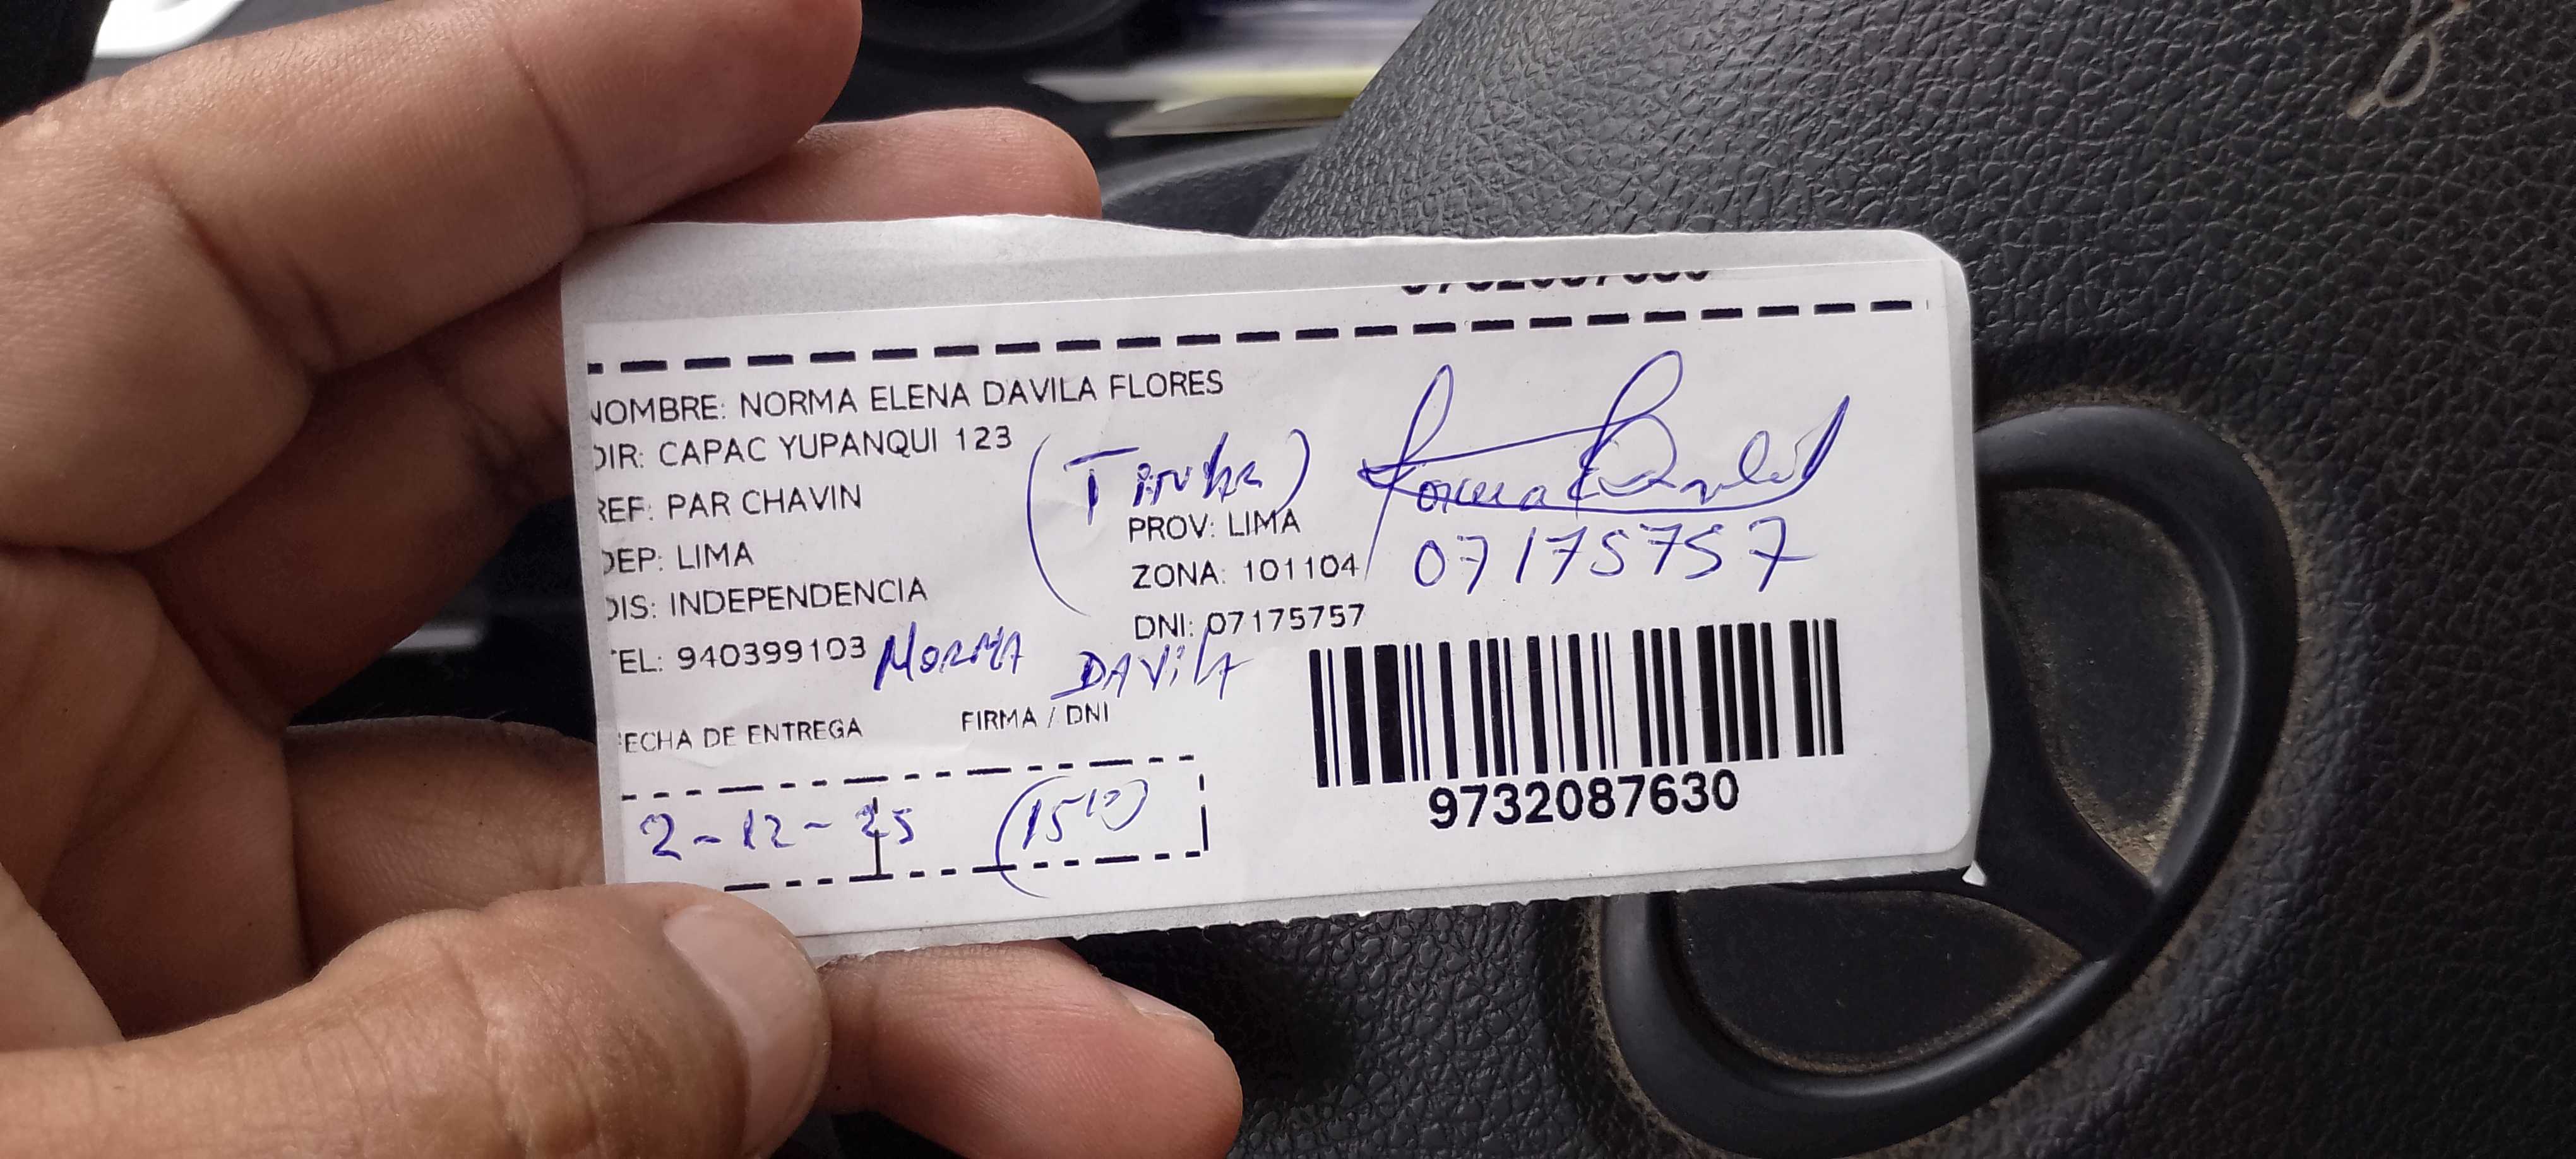 NOMBRE: NORMA ELENA DAVILA FLORES
DIR: CAPAC YUPANQUI 123
REF: PAR CHAVIN
DEP: LIMA
PROV: LIMA
DIS: INDEPENDENCIA
ZONA: 101104
TEL: 940399103
DNI: 07175757
NORMA DAVILA
07175757
FECHA DE ENTREGA
FIRMA / DNI
2-12-25
9732087630